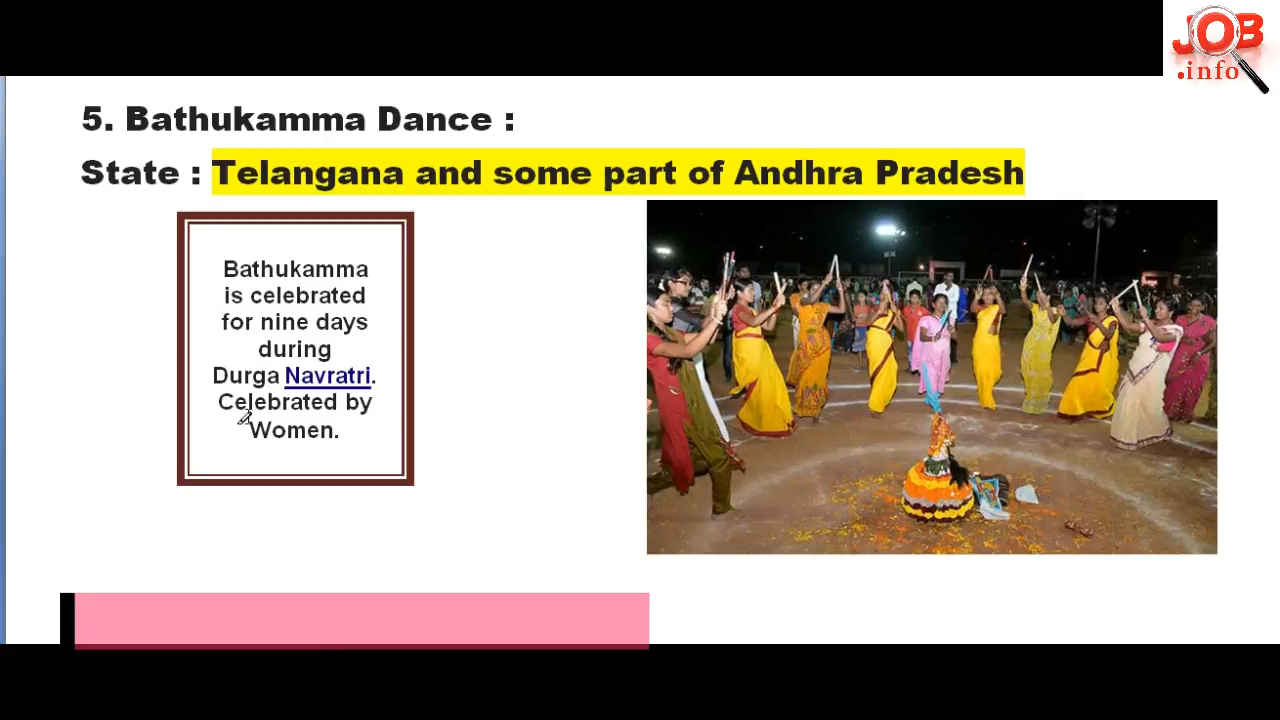 JOB
.info
5. Bathukamma Dance :
State : Telangana and some part of Andhra Pradesh
Bathukamma
is celebrated
for nine days
during
Durga Navratri.
Celebrated by
Women.